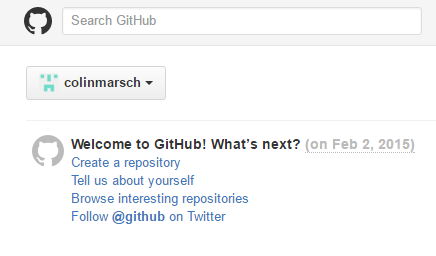 Search GitHub
colinmarsch
Welcome to GitHub! What's next? (on Feb 2, 2015)
Create a repository
Tell us about yourself
Browse interesting repositories
Follow @github on Twitter